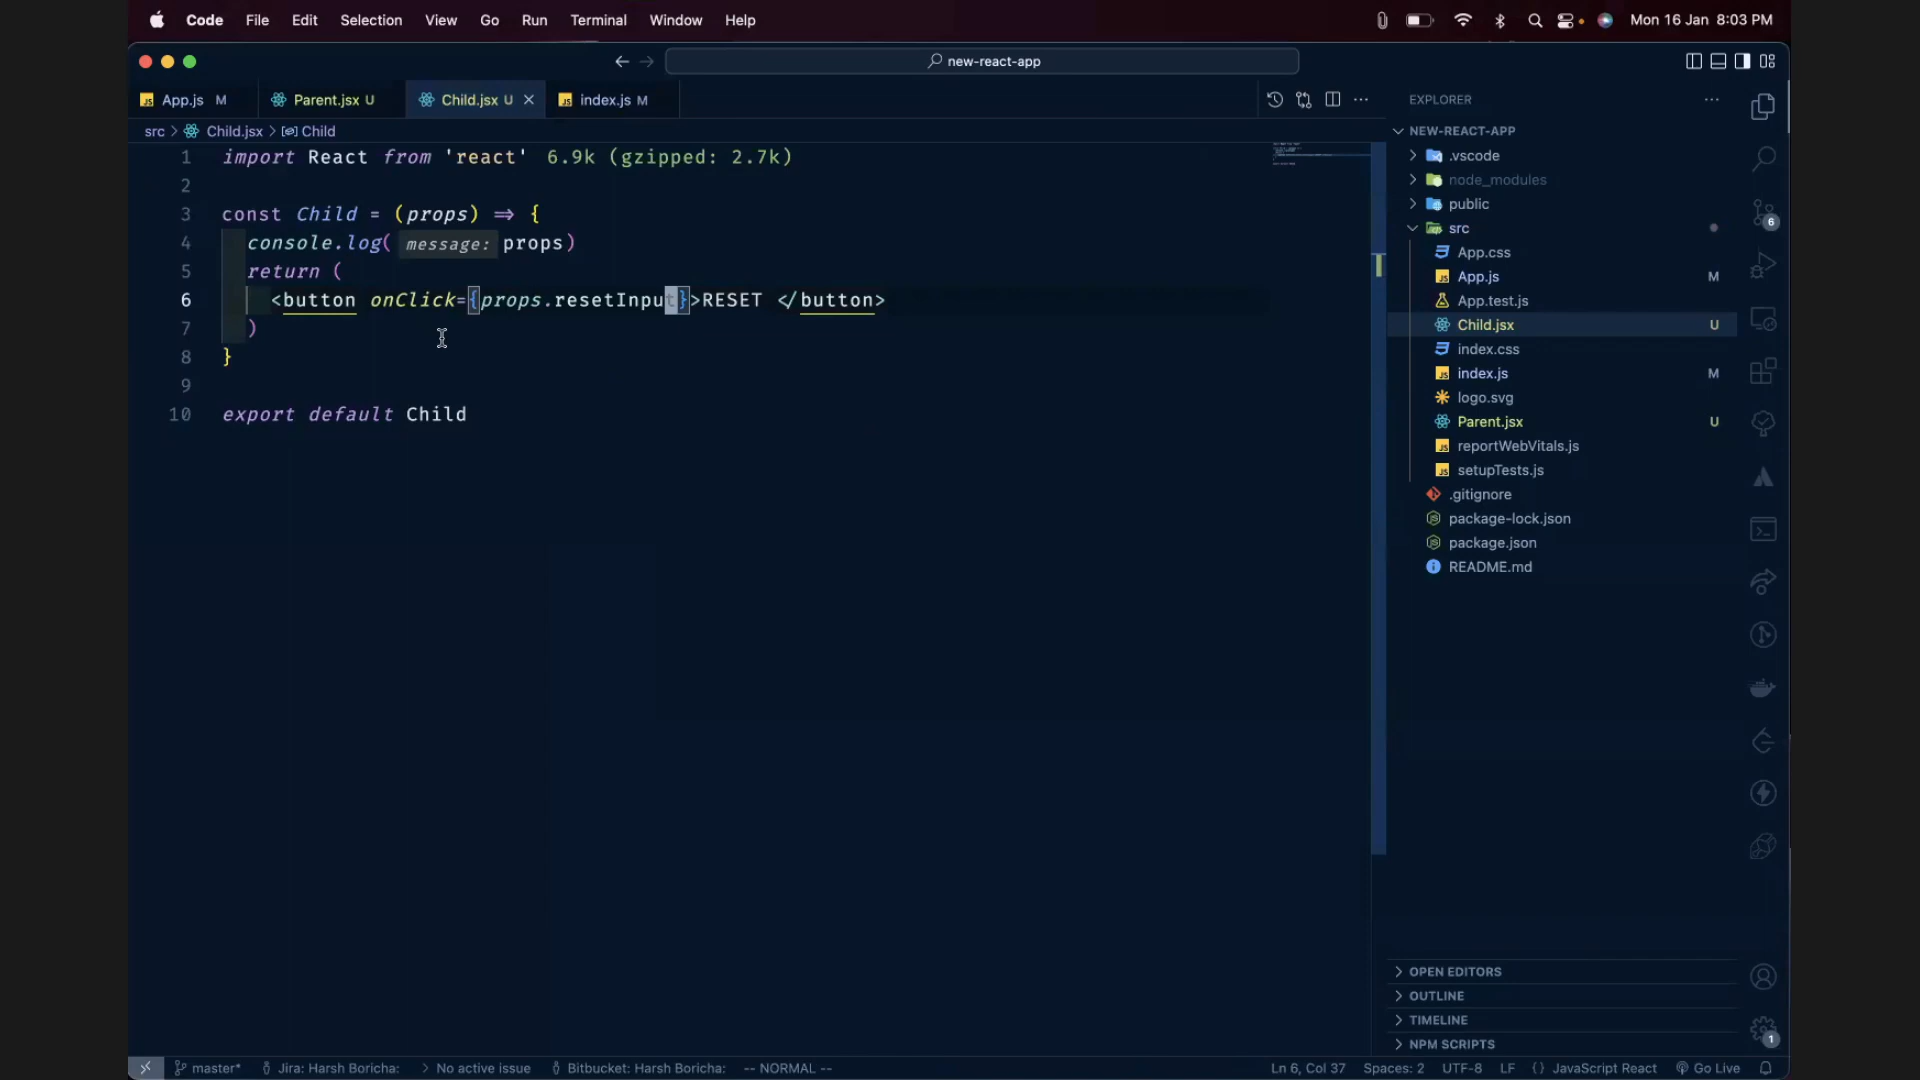 Code File Edit Selection View Go Run Terminal Window Help Mon 16 Jan 8:03 PM
new-react-app
App.js M Parent.jsx U Child.jsx U index.js M
src > Child.jsx > Child
1 import React from 'react' 6.9k (gzipped: 2.7k)
2
3 const Child = (props) ⇒ {
4 console.log( message: props)
5 return (
6 <button onClick={props.resetInput}>RESET </button>
7 )
8 }
9
10 export default Child
EXPLORER
NEW-REACT-APP
.vscode
node_modules
public
src
App.css
App.js M
App.test.js
Child.jsx U
index.css
index.js M
logo.svg
Parent.jsx U
reportWebVitals.js
setupTests.js
.gitignore
package-lock.json
package.json
README.md
OPEN EDITORS
OUTLINE
TIMELINE
NPM SCRIPTS
6
1
master* Jira: Harsh Boricha: No active issue Bitbucket: Harsh Boricha: -- NORMAL -- Ln 6, Col 37 Spaces: 2 UTF-8 LF {} JavaScript React Go Live